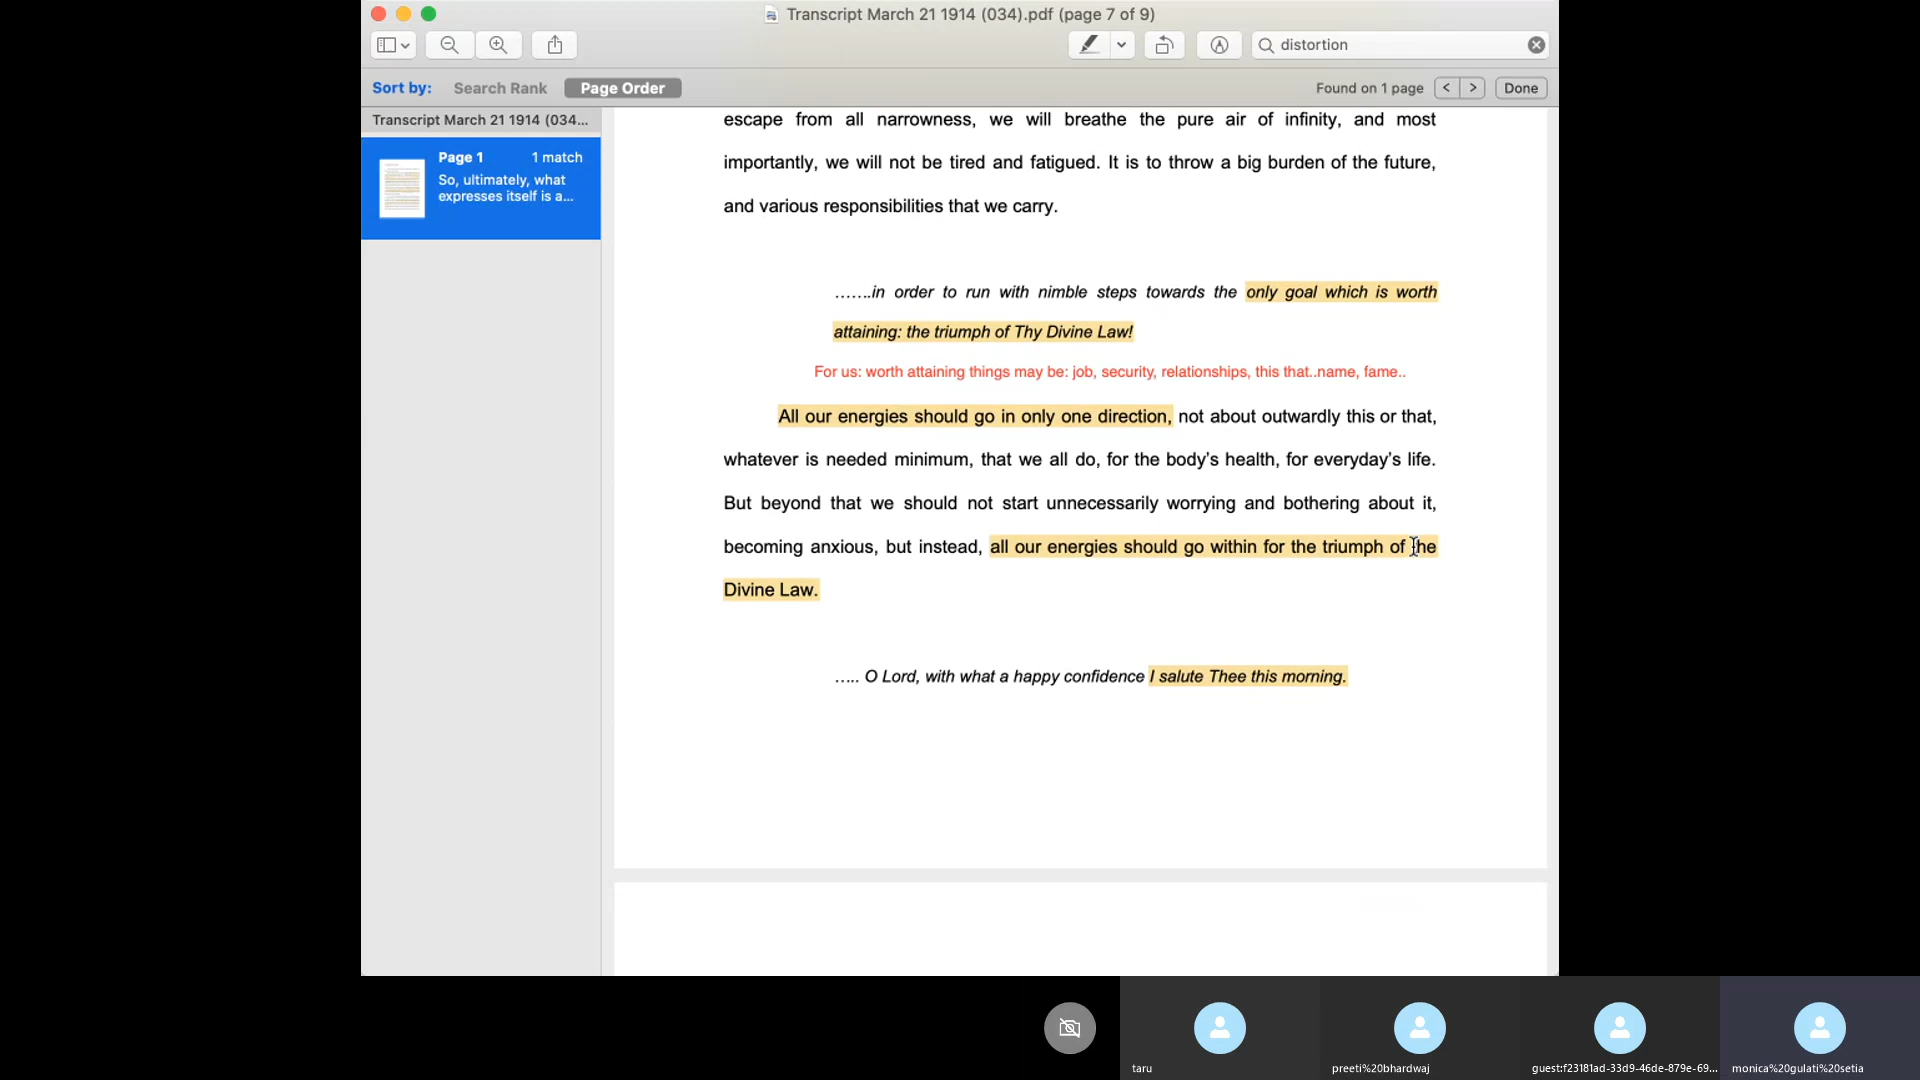 Transcript March 21 1914 (034).pdf (page 7 of 9)
distortion
Sort by: Search Rank Page Order Found on 1 page < > Done
Transcript March 21 1914 (034...
Page 1 1 match
So, ultimately, what
expresses itself is a...
escape from all narrowness, we will breathe the pure air of infinity, and most
importantly, we will not be tired and fatigued. It is to throw a big burden of the future,
and various responsibilities that we carry.
…….in order to run with nimble steps towards the only goal which is worth
attaining: the triumph of Thy Divine Law!
For us: worth attaining things may be: job, security, relationships, this that..name, fame..
All our energies should go in only one direction, not about outwardly this or that,
whatever is needed minimum, that we all do, for the body's health, for everyday's life.
But beyond that we should not start unnecessarily worrying and bothering about it,
becoming anxious, but instead, all our energies should go within for the triumph of the
Divine Law.
….. O Lord, with what a happy confidence I salute Thee this morning.
taru preeti%20bhardwaj guest:f23181ad-33d9-46de-879e-69... monica%20gulati%20setia